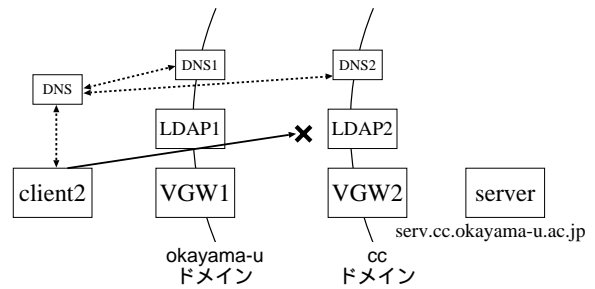 DNS1
DNS2
DNS
LDAP1
LDAP2
client2
VGW1
VGW2
server
serv.cc.okayama-u.ac.jp
okayama-u
ドメイン
cc
ドメイン